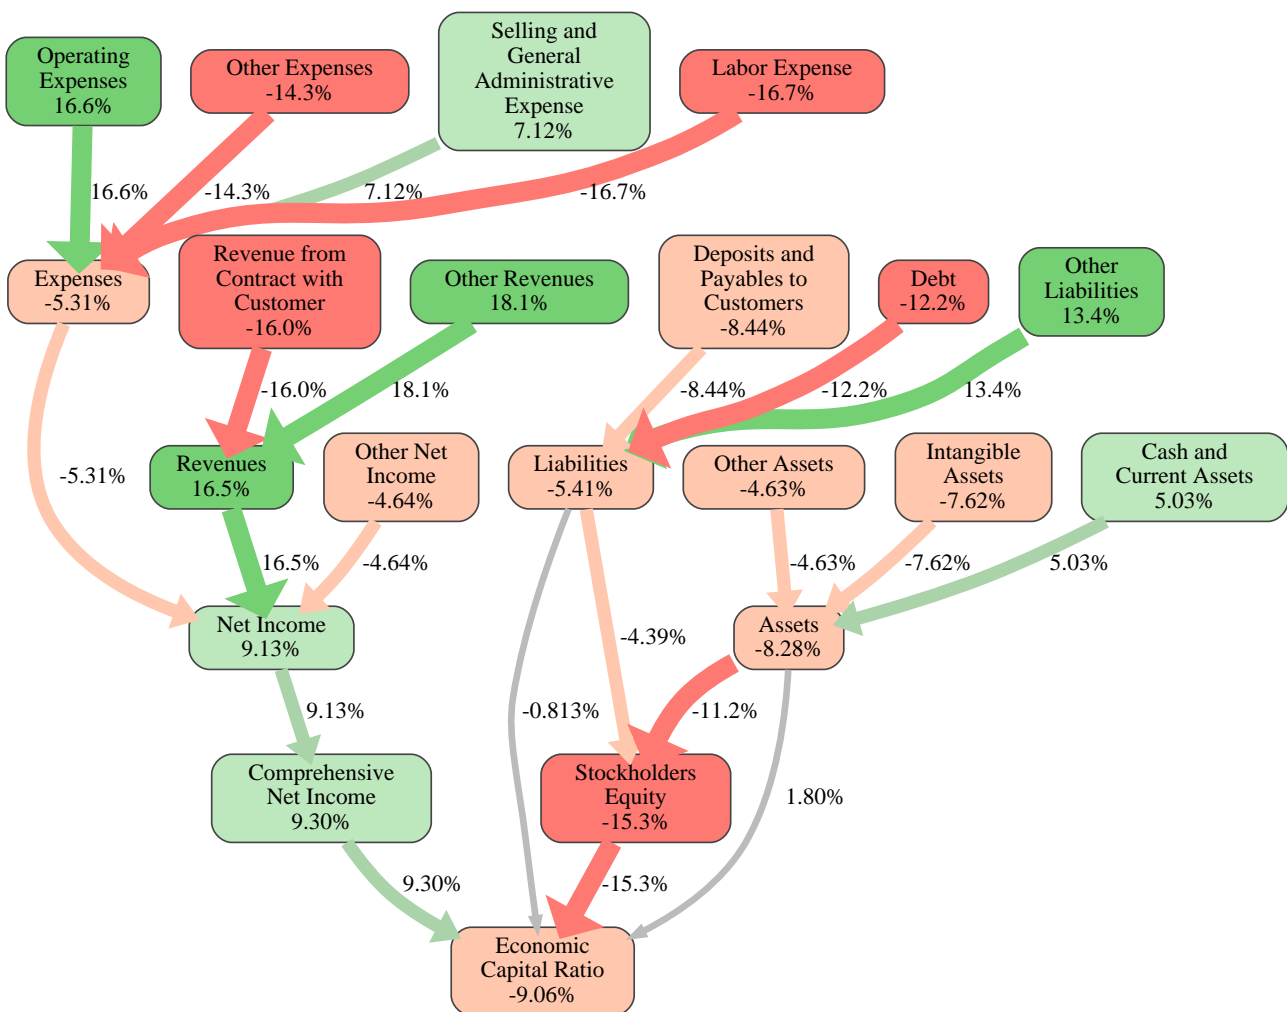 Operating
Expenses
16.6%
Other Expenses
-14.3%
Selling and
General
Administrative
Expense
7.12%
Labor Expense
-16.7%
16.6%
-14.3%
7.12%
-16.7%
Expenses
-5.31%
Revenue from
Contract with
Customer
-16.0%
Other Revenues
18.1%
Deposits and
Payables to
Customers
-8.44%
Debt
-12.2%
Other
Liabilities
13.4%
-16.0%
18.1%
-8.44%
-12.2%
13.4%
-5.31%
Revenues
16.5%
Other Net
Income
-4.64%
Liabilities
-5.41%
Other Assets
-4.63%
Intangible
Assets
-7.62%
Cash and
Current Assets
5.03%
16.5%
-4.64%
-4.39%
-4.63%
-7.62%
5.03%
Net Income
9.13%
Assets
-8.28%
9.13%
-0.813%
-11.2%
1.80%
Comprehensive
Net Income
9.30%
Stockholders
Equity
-15.3%
9.30%
-15.3%
Economic
Capital Ratio
-9.06%